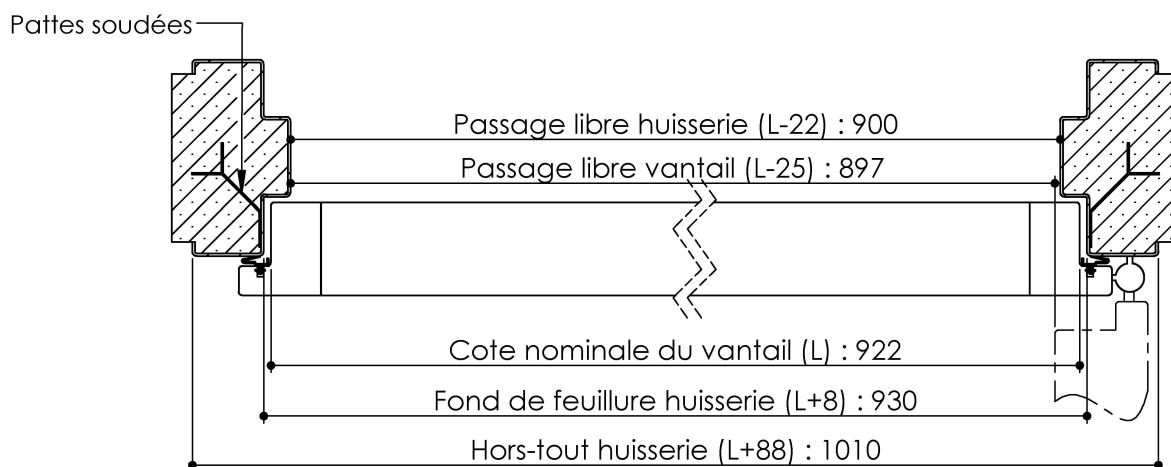 Pattes soudées
Passage libre huisserie (L-22) : 900
Passage libre vantail (L-25) : 897
Cote nominale du vantail (L) : 922
Fond de feuillure huisserie (L+8) : 930
Hors-tout huisserie (L+88) : 1010